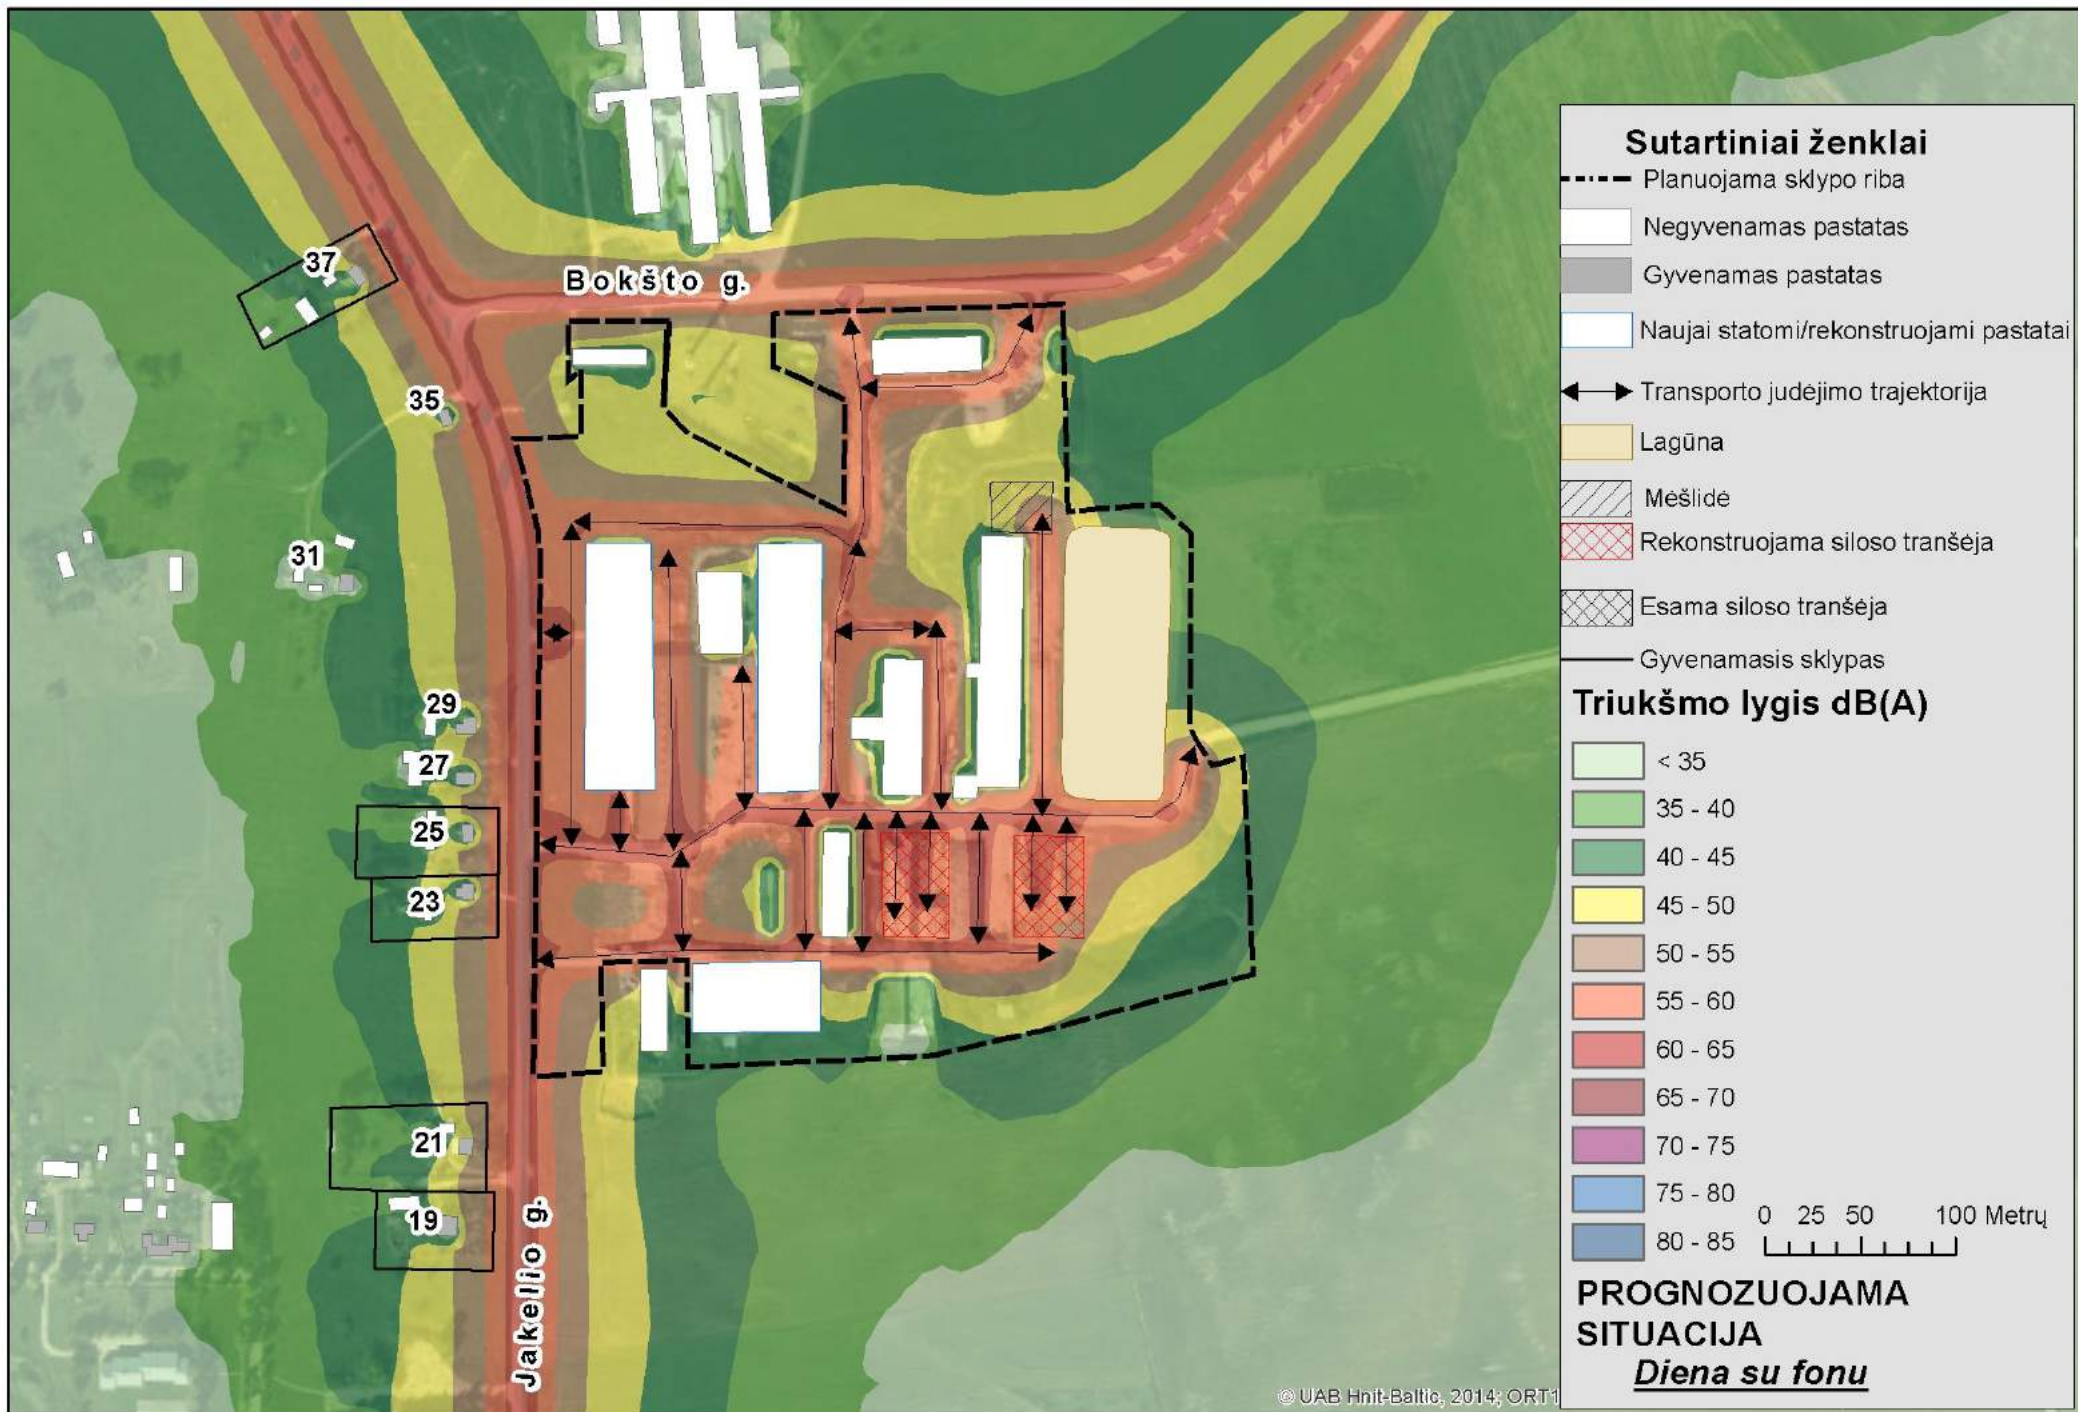 Sutartiniai ženklai
Planuojama sklypo riba
Negyvenamas pastatas
Gyvenamas pastatas
Naujai statomi/rekonstruojami pastatai
Transporto judėjimo trajektorija
Lagūna
Mėšlidė
Rekonstruojama siloso tranšėja
Esama siloso tranšėja
Gyvenamasis sklypas
Triukšmo lygis dB(A)
< 35
35 - 40
40 - 45
45 - 50
50 - 55
55 - 60
60 - 65
65 - 70
70 - 75
75 - 80
80 - 85
0 25 50 100 Metrų
PROGNOZUOJAMA
SITUACIJA
Diena su fonu
37
Bokšto g.
35
31
29
27
25
23
21
19
Jakelio g.
© UAB Hnit-Baltic, 2014; ORT1